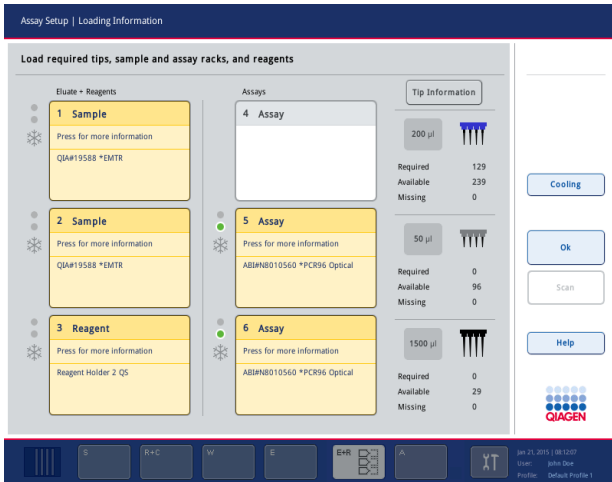 Assay Setup | Loading Information
Load required tips, sample and assay racks, and reagents
Eluate + Reagents
Assays
Tip Information
1 Sample
Press for more information
QIA#19588 *EMTR
4 Assay
200 µl
Required 129
Available 239
Missing 0
Cooling
2 Sample
Press for more information
QIA#19588 *EMTR
5 Assay
Press for more information
ABI#N8010560 *PCR96 Optical
50 µl
Required 0
Available 96
Missing 0
Ok
Scan
3 Reagent
Press for more information
Reagent Holder 2 QS
6 Assay
Press for more information
ABI#N8010560 *PCR96 Optical
1500 µl
Required 0
Available 29
Missing 0
Help
QIAGEN
S
R+C
W
E
E+R
A
Jan 21, 2015 | 08:12:07
User: John Doe
Profile: Default Profile 1